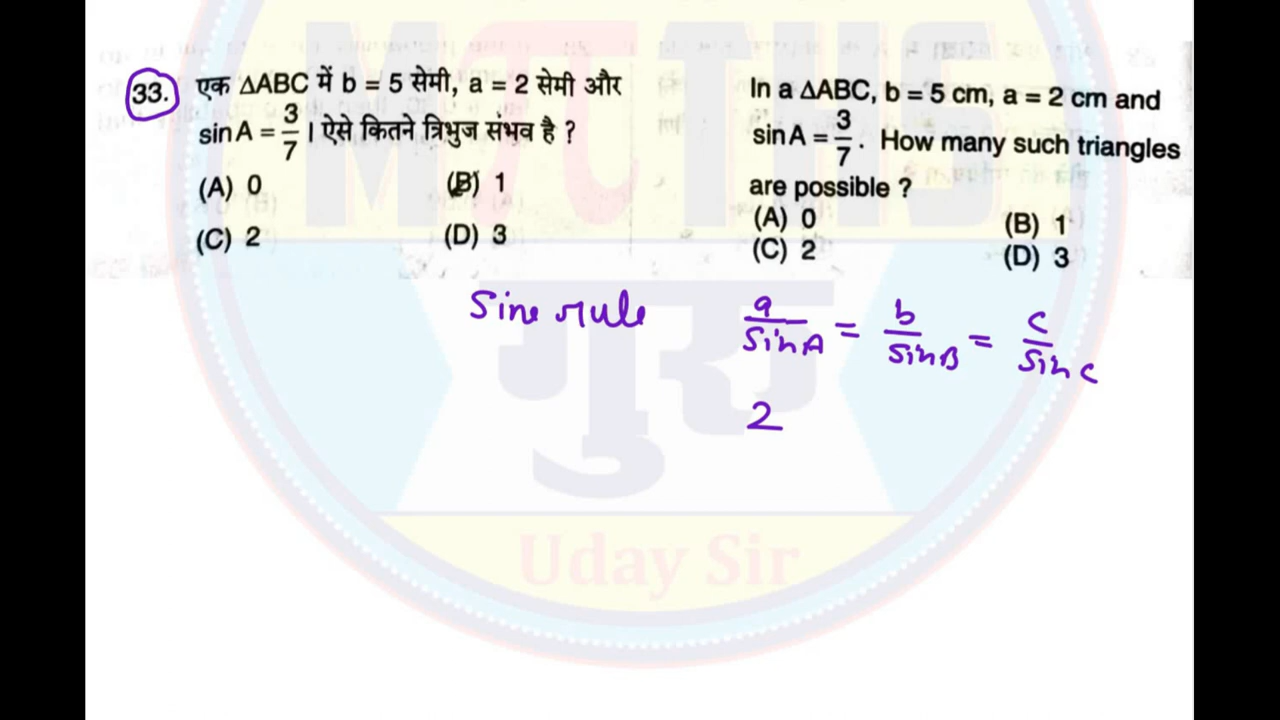 33. एक ΔABC में b = 5 सेमी, a = 2 सेमी और
sin A = 3/7 । ऐसे कितने त्रिभुज संभव है ?
(A) 0 (B) 1
(C) 2 (D) 3
In a ΔABC, b = 5 cm, a = 2 cm and
sin A = 3/7 . How many such triangles
are possible ?
(A) 0 (B) 1
(C) 2 (D) 3
Sine rule a/sinA = b/sinB = c/sinC
2
MATHS
गुरु
Uday Sir